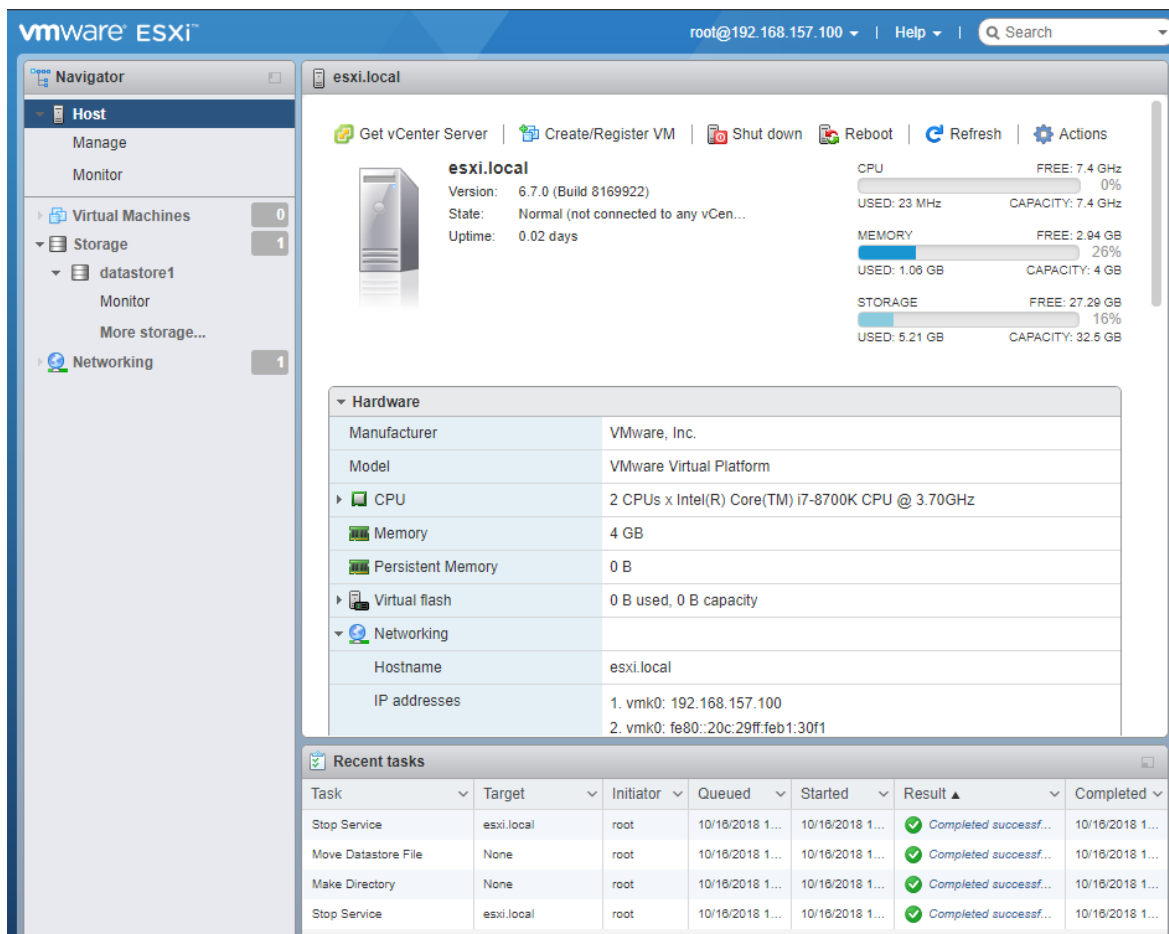 vmware ESXi™
root@192.168.157.100 | Help | Search
Navigator
Host
Manage
Monitor
Virtual Machines 0
Storage 1
datastore1
Monitor
More storage...
Networking 1
esxi.local
Get vCenter Server | Create/Register VM | Shut down Reboot | Refresh | Actions
esxi.local
Version: 6.7.0 (Build 8169922)
State: Normal (not connected to any vCen...
Uptime: 0.02 days
CPU FREE: 7.4 GHz
0%
USED: 23 MHz CAPACITY: 7.4 GHz
MEMORY FREE: 2.94 GB
26%
USED: 1.06 GB CAPACITY: 4 GB
STORAGE FREE: 27.29 GB
16%
USED: 5.21 GB CAPACITY: 32.5 GB
Hardware
Manufacturer VMware, Inc.
Model VMware Virtual Platform
CPU 2 CPUs x Intel(R) Core(TM) i7-8700K CPU @ 3.70GHz
Memory 4 GB
Persistent Memory 0 B
Virtual flash 0 B used, 0 B capacity
Networking
Hostname esxi.local
IP addresses 1. vmk0: 192.168.157.100
2. vmk0: fe80::20c:29ff:feb1:30f1
Recent tasks
Task Target Initiator Queued Started Result ▲ Completed
Stop Service esxi.local root 10/16/2018 1... 10/16/2018 1... Completed successf... 10/16/2018 1...
Move Datastore File None root 10/16/2018 1... 10/16/2018 1... Completed successf... 10/16/2018 1...
Make Directory None root 10/16/2018 1... 10/16/2018 1... Completed successf... 10/16/2018 1...
Stop Service esxi.local root 10/16/2018 1... 10/16/2018 1... Completed successf... 10/16/2018 1...